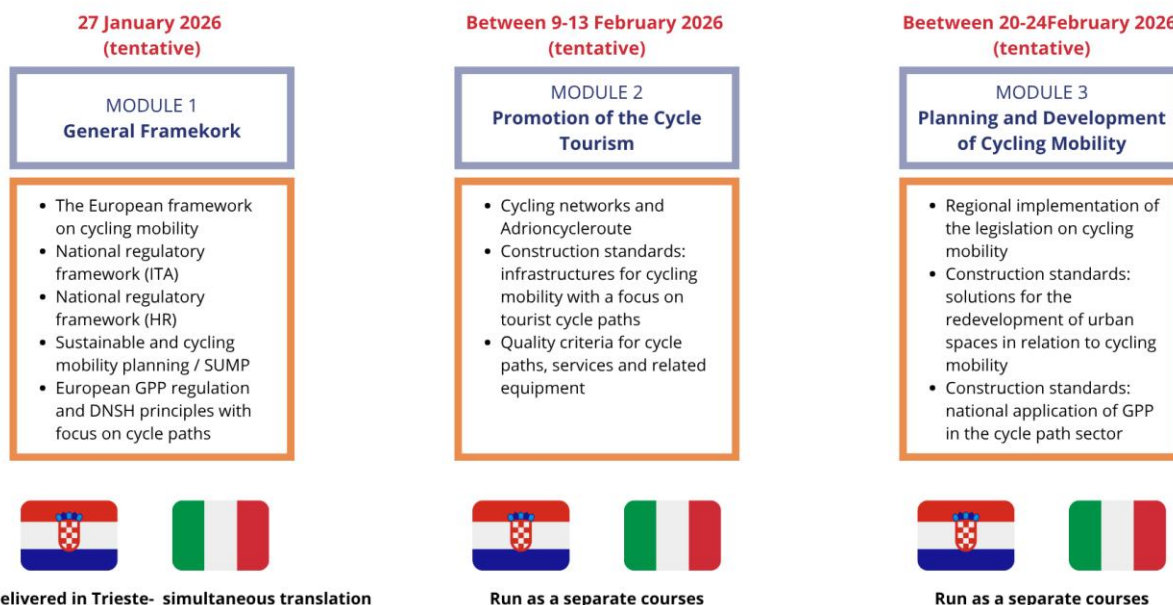 27 January 2026
(tentative)
MODULE 1
General Framekork
• The European framework
on cycling mobility
• National regulatory
framework (ITA)
• National regulatory
framework (HR)
• Sustainable and cycling
mobility planning / SUMP
• European GPP regulation
and DNSH principles with
focus on cycle paths
elivered in Trieste- simultaneous translation
Between 9-13 February 2026
(tentative)
MODULE 2
Promotion of the Cycle
Tourism
• Cycling networks and
Adrioncycleroute
• Construction standards:
infrastructures for cycling
mobility with a focus on
tourist cycle paths
• Quality criteria for cycle
paths, services and related
equipment
Run as a separate courses
Beetween 20-24February 2026
(tentative)
MODULE 3
Planning and Development
of Cycling Mobility
• Regional implementation of
the legislation on cycling
mobility
• Construction standards:
solutions for the
redevelopment of urban
spaces in relation to cycling
mobility
• Construction standards:
national application of GPP
in the cycle path sector
Run as a separate courses